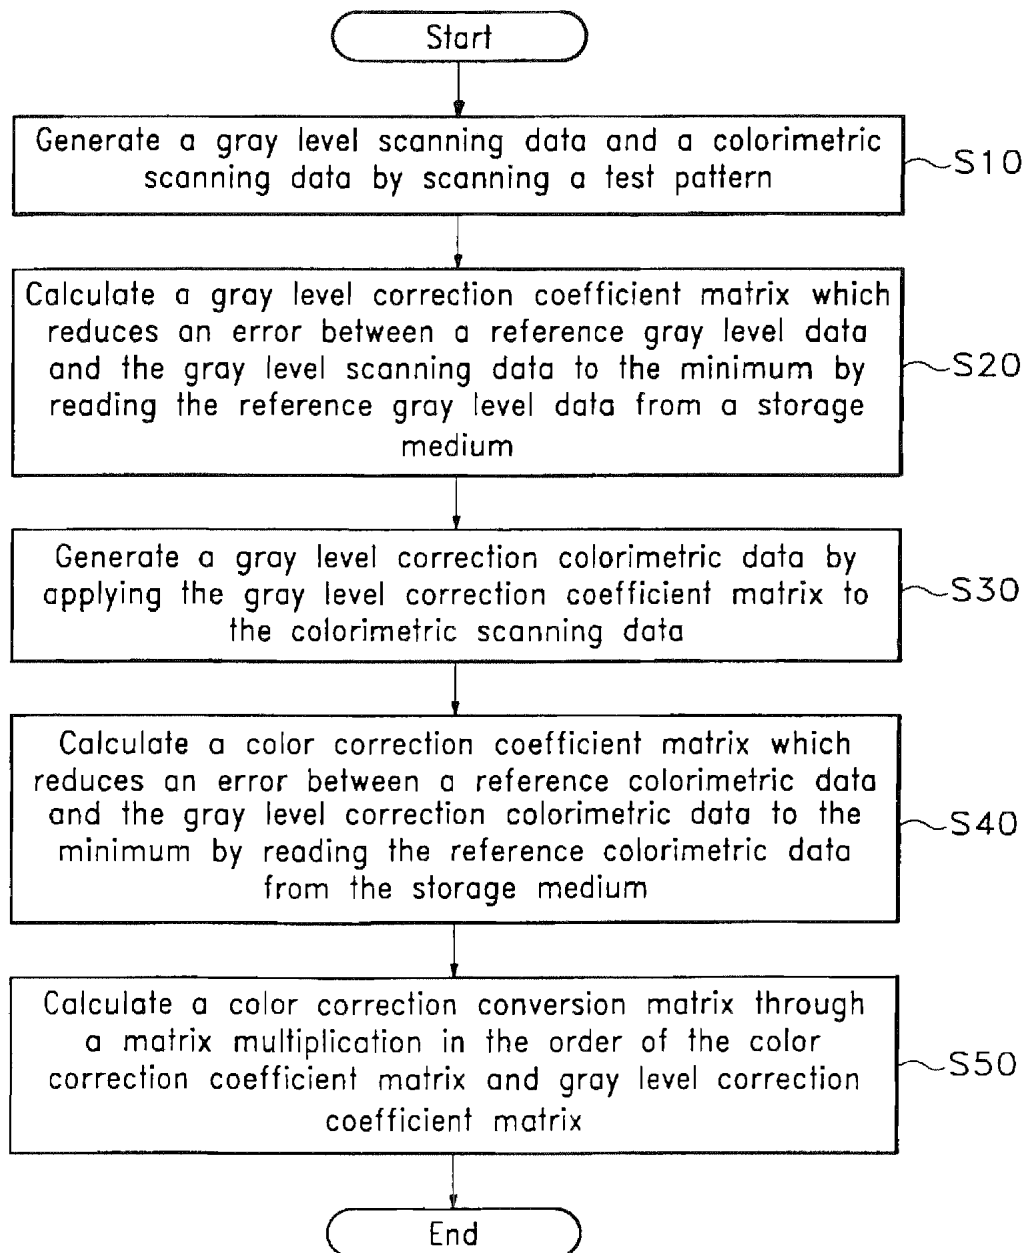 Start
Generate a gray level scanning data and a colorimetric
scanning data by scanning a test pattern
S10
Calculate a gray level correction coefficient matrix which
reduces an error between a reference gray level data
and the gray level scanning data to the minimum by
reading the reference gray level data from a storage
medium
S20
Generate a gray level correction colorimetric data by
applying the gray level correction coefficient matrix to
the colorimetric scanning data
S30
Calculate a color correction coefficient matrix which
reduces an error between a reference colorimetric data
and the gray level correction colorimetric data to the
minimum by reading the reference colorimetric data
from the storage medium
S40
Calculate a color correction conversion matrix through
a matrix multiplication in the order of the color
correction coefficient matrix and gray level correction
coefficient matrix
S50
End